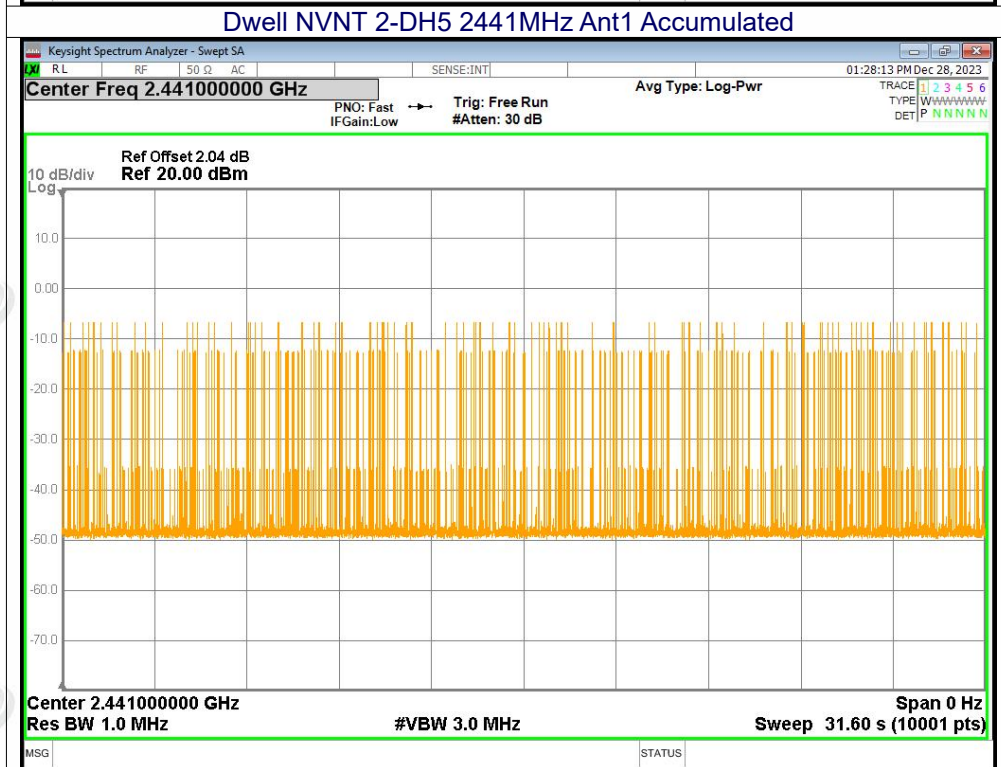 Dwell NVNT 2-DH5 2441MHz Ant1 Accumulated
Keysight Spectrum Analyzer - Swept SA
LXI RL RF 50 Ω AC SENSE:INT 01:28:13 PM Dec 28, 2023
Center Freq 2.441000000 GHz Avg Type: Log-Pwr TRACE 1 2 3 4 5 6
PNO: Fast Trig: Free Run TYPE WWWWWWW
IFGain:Low #Atten: 30 dB DET P N N N N N
Ref Offset 2.04 dB
10 dB/div Ref 20.00 dBm
Log
10.0
0.00
-10.0
-20.0
-30.0
-40.0
-50.0
-60.0
-70.0
Center 2.441000000 GHz Span 0 Hz
Res BW 1.0 MHz #VBW 3.0 MHz Sweep 31.60 s (10001 pts)
MSG STATUS